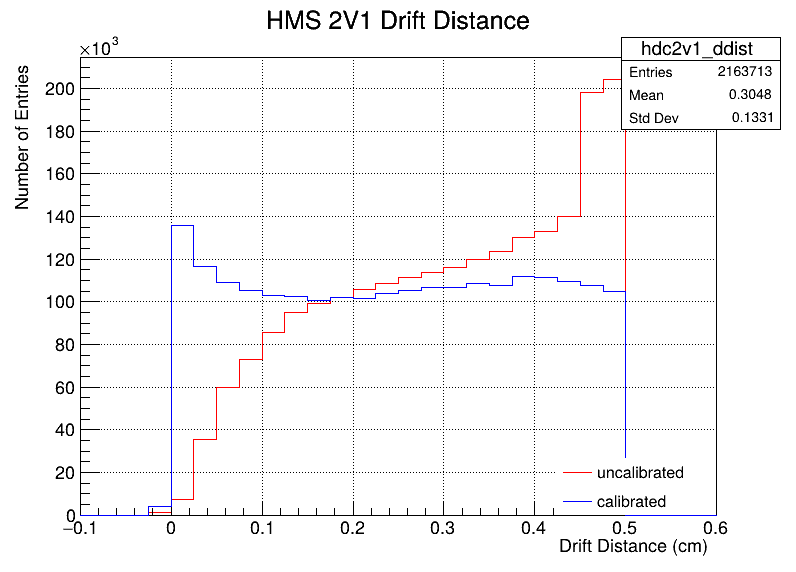 HMS 2V1 Drift Distance
×10³
hdc2v1_ddist
Entries 2163713
Mean 0.3048
Std Dev 0.1331
Number of Entries
200
180
160
140
120
100
80
60
40
20
0
−0.1 0 0.1 0.2 0.3 0.4 0.5 0.6
uncalibrated
calibrated
Drift Distance (cm)